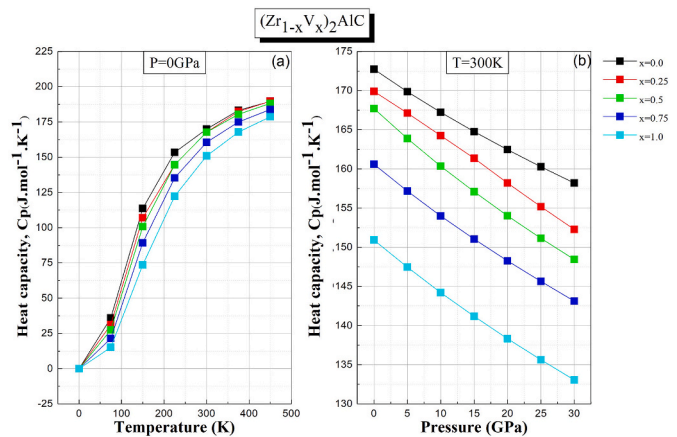 (Zr1-xVx)2AlC
P=0GPa
(a)
225
200
175
150
125
100
75
50
25
0
-25
0
100
200
300
400
500
Heat capacity, Cp(J.mol-1.K-1)
Temperature (K)
T=300K
(b)
175
170
165
160
155
150
145
140
135
130
0
5
10
15
20
25
30
Heat capacity, Cp(J.mol-1.K-1)
Pressure (GPa)
x=0.0
x=0.25
x=0.5
x=0.75
x=1.0